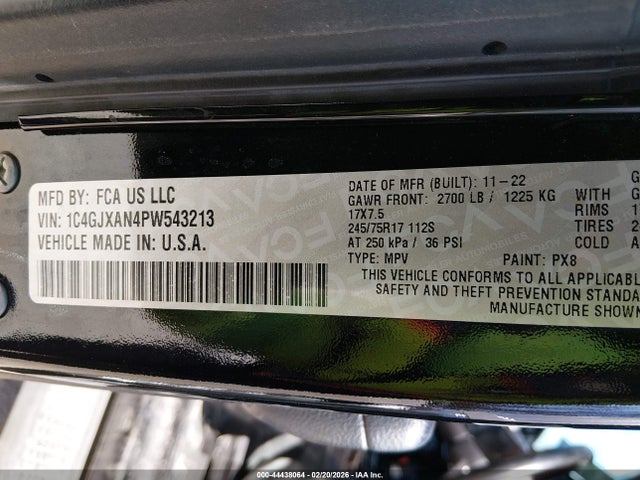 MFD BY: FCA US LLC
VIN: 1C4GJXAN4PW543213
VEHICLE MADE IN: U.S.A.
DATE OF MFR (BUILT): 11-22
GAWR FRONT: 2700 LB / 1225 KG
WITH
17X7.5
RIMS
245/75R17 112S
TIRES
AT 250 kPa / 36 PSI
COLD
TYPE: MPV
PAINT: PX8
THIS VEHICLE CONFORMS TO ALL APPLICABLE
SAFETY AND THEFT PREVENTION STANDA
MANUFACTURE SHOWN
000-44438064 - 02/20/2026 - IAAI.CA